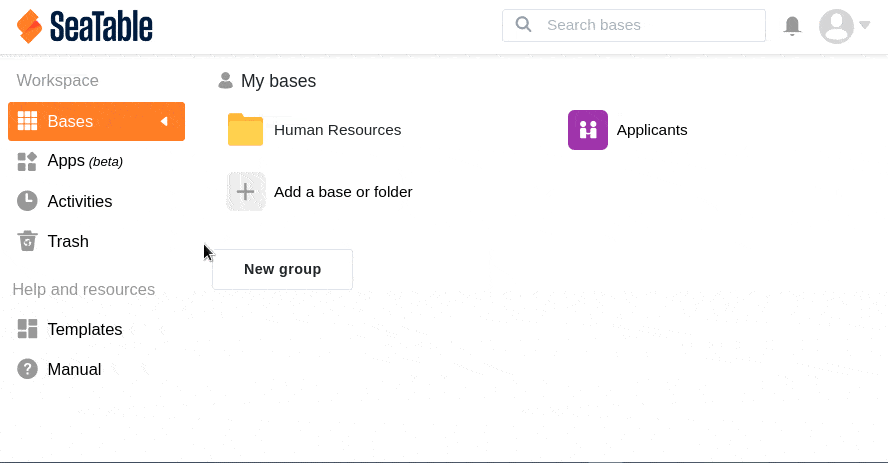 SeaTable
Search bases
Workspace
Bases
Apps (beta)
Activities
Trash
Help and resources
Templates
? Manual
My bases
Human Resources
Applicants
Add a base or folder
New group